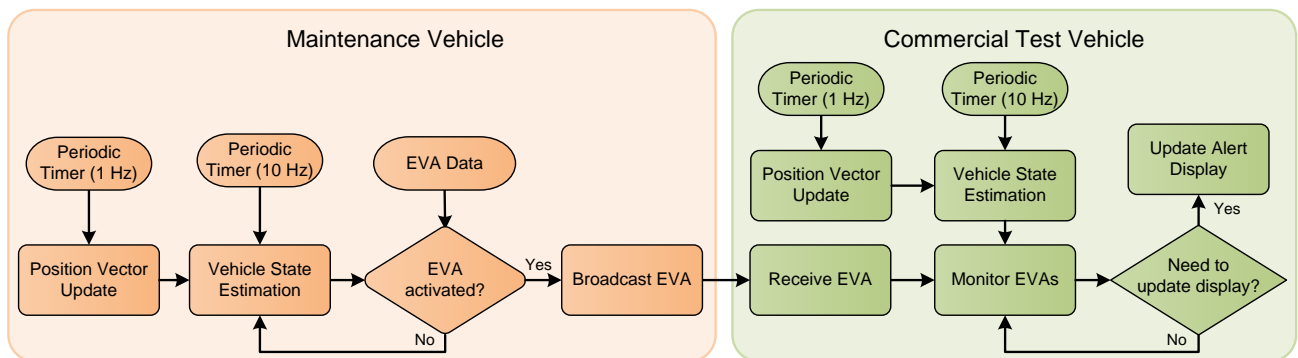 Maintenance Vehicle
Periodic
Timer (1 Hz)
Periodic
Timer (10 Hz)
EVA Data
Position Vector
Update
Vehicle State
Estimation
EVA
activated?
Yes
No
Broadcast EVA
Commercial Test Vehicle
Periodic
Timer (1 Hz)
Periodic
Timer (10 Hz)
Position Vector
Update
Vehicle State
Estimation
Update Alert
Display
Yes
Receive EVA
Monitor EVAs
Need to
update display?
No